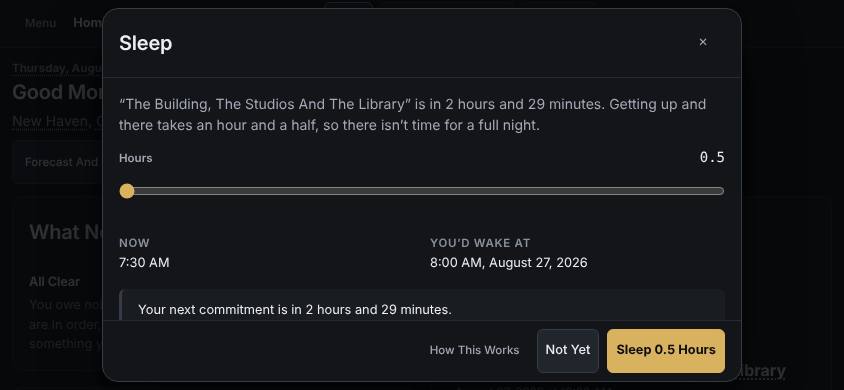 Menu
Hom
Sleep
×
Thursday, Augu
Good Mor
New Haven, C
Forecast And
What No
All Clear
You owe no
are in order,
something y
“The Building, The Studios And The Library” is in 2 hours and 29 minutes. Getting up and
there takes an hour and a half, so there isn’t time for a full night.
Hours
0.5
NOW
YOU’D WAKE AT
7:30 AM
8:00 AM, August 27, 2026
Your next commitment is in 2 hours and 29 minutes.
How This Works
Not Yet
Sleep 0.5 Hours
ibrary